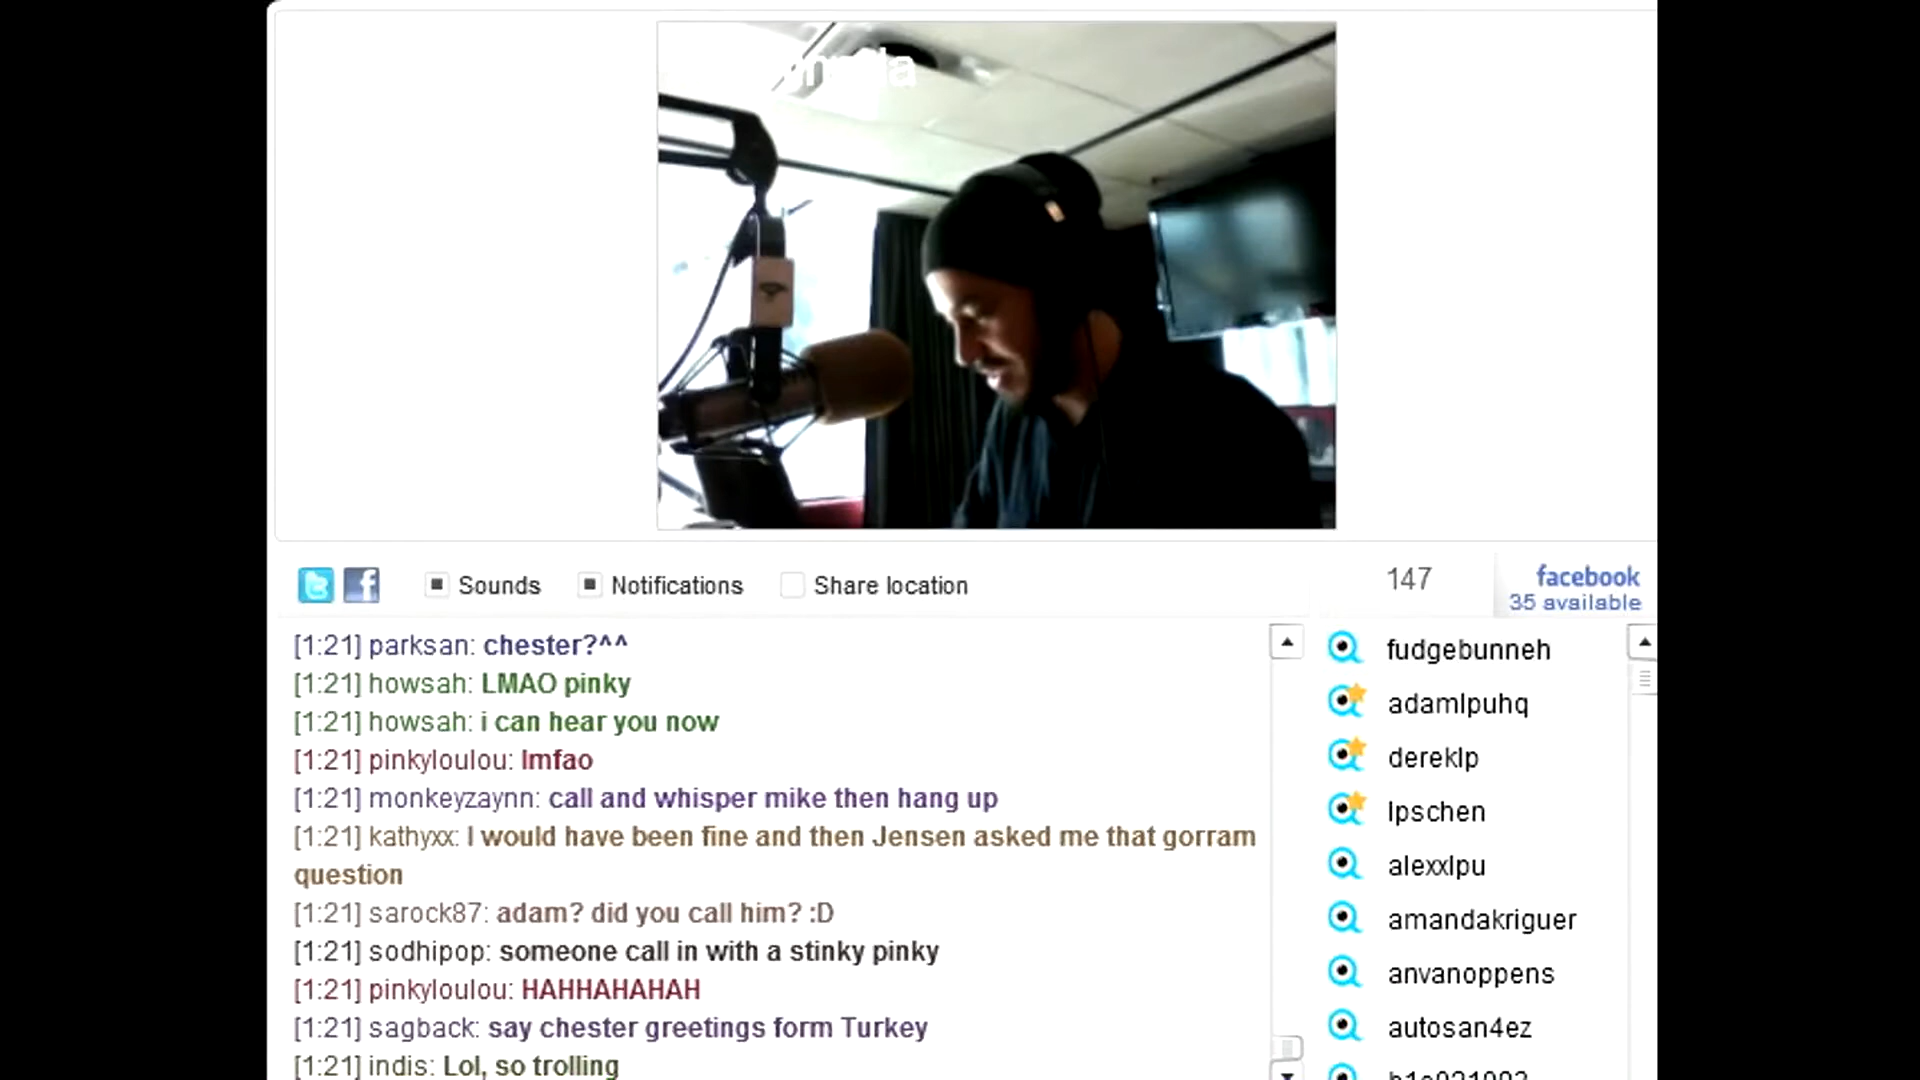 Sounds
Notifications
Share location
147
facebook
35 available
[1:21] parksan: chester?^^
[1:21] howsah: LMAO pinky
[1:21] howsah: i can hear you now
[1:21] pinkyloulou: lmfao
[1:21] monkeyzaynn: call and whisper mike then hang up
[1:21] kathyxx: I would have been fine and then Jensen asked me that gorram
question
[1:21] sarock87: adam? did you call him? :D
[1:21] sodhipop: someone call in with a stinky pinky
[1:21] pinkyloulou: HAHHAHAHAH
[1:21] sagback: say chester greetings form Turkey
[1:21] indis: Lol, so trolling
fudgebunneh
adamlpuhq
dereklp
lpschen
alexxlpu
amandakriguer
anvanoppens
autosan4ez